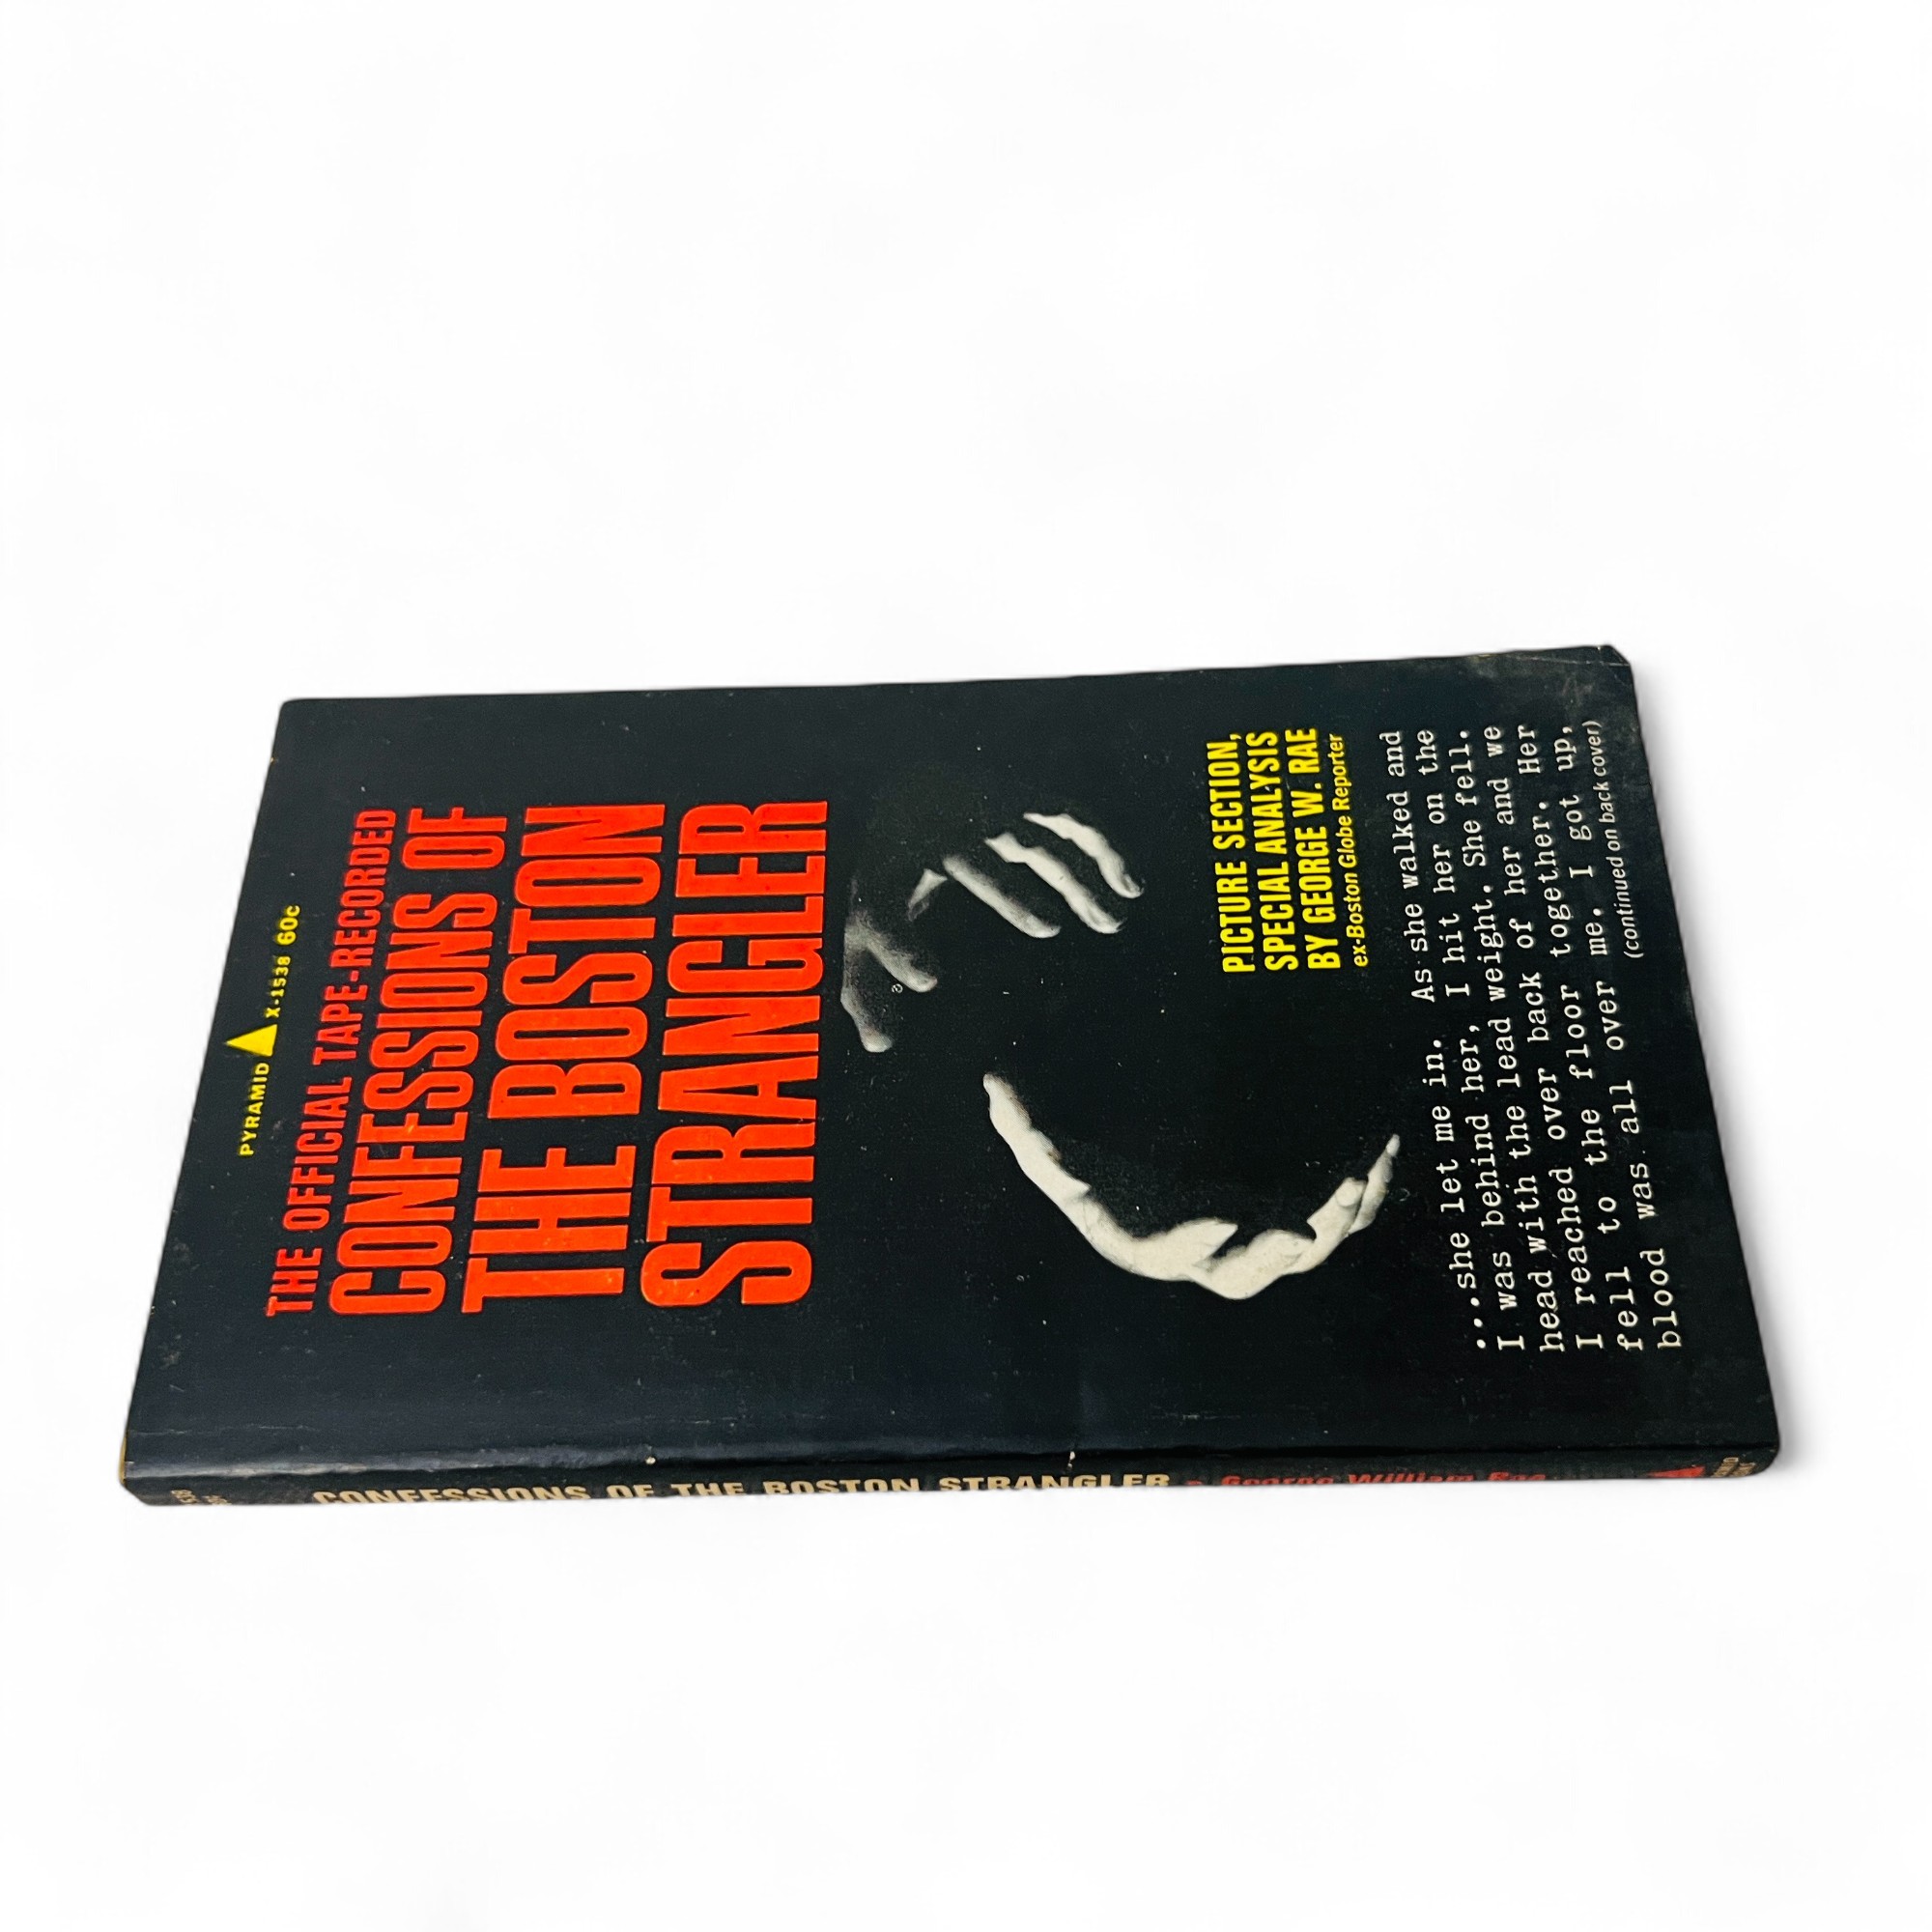 PYRAMID X-1538 60c
THE OFFICIAL TAPE-RECORDED
CONFESSIONS OF
THE BOSTON
STRANGLER
PICTURE SECTION,
SPECIAL ANALYSIS
BY GEORGE W. RAE
ex-Boston Globe Reporter
...she let me in. As she walked and
I was behind her, I hit her on the
head with the lead weight. She fell.
I reached over back of her and we
fell to the floor together. Her
blood was all over me. I got up,
(continued on back cover)
CONFESSIONS OF THE BOSTON STRANGLER • George William Rae